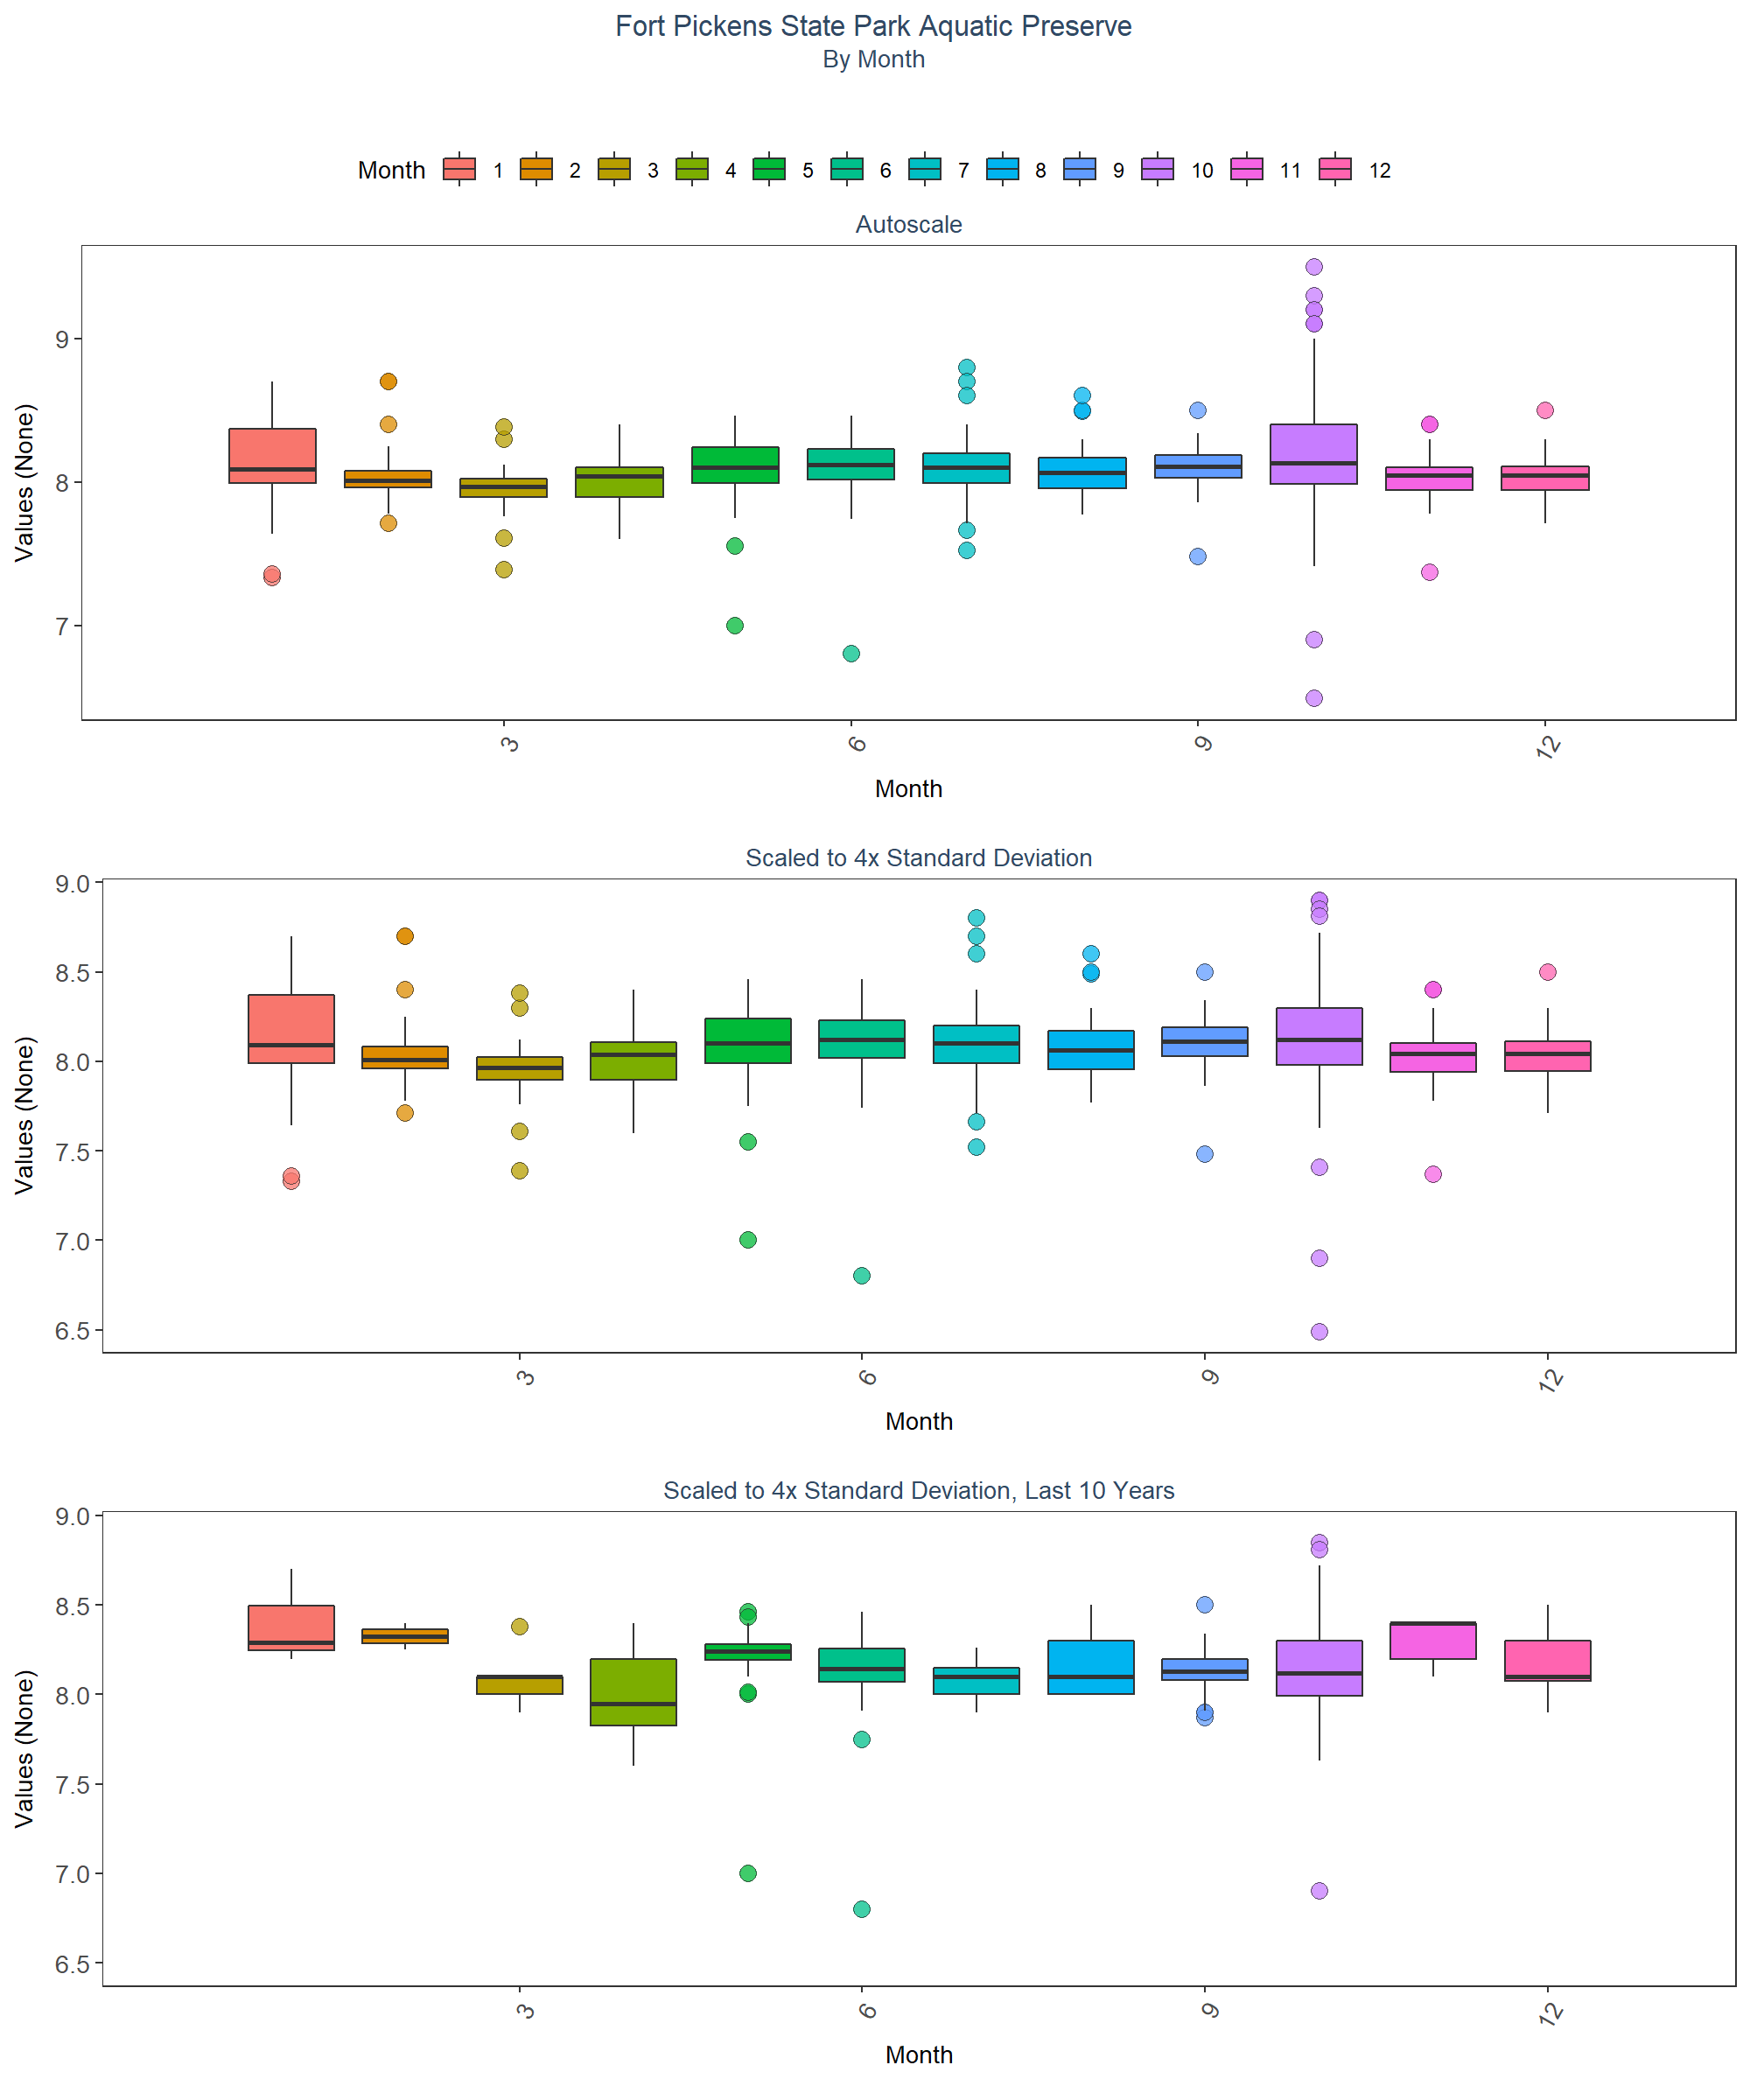 Fort Pickens State Park Aquatic Preserve
By Month
Month 1 2 3 4 5 6 7 8 9 10 11 12
Autoscale
Values (None)
9
8
7
3 6 9 12
Month
Scaled to 4x Standard Deviation
Values (None)
9.0
8.5
8.0
7.5
7.0
6.5
3 6 9 12
Month
Scaled to 4x Standard Deviation, Last 10 Years
Values (None)
9.0
8.5
8.0
7.5
7.0
6.5
3 6 9 12
Month